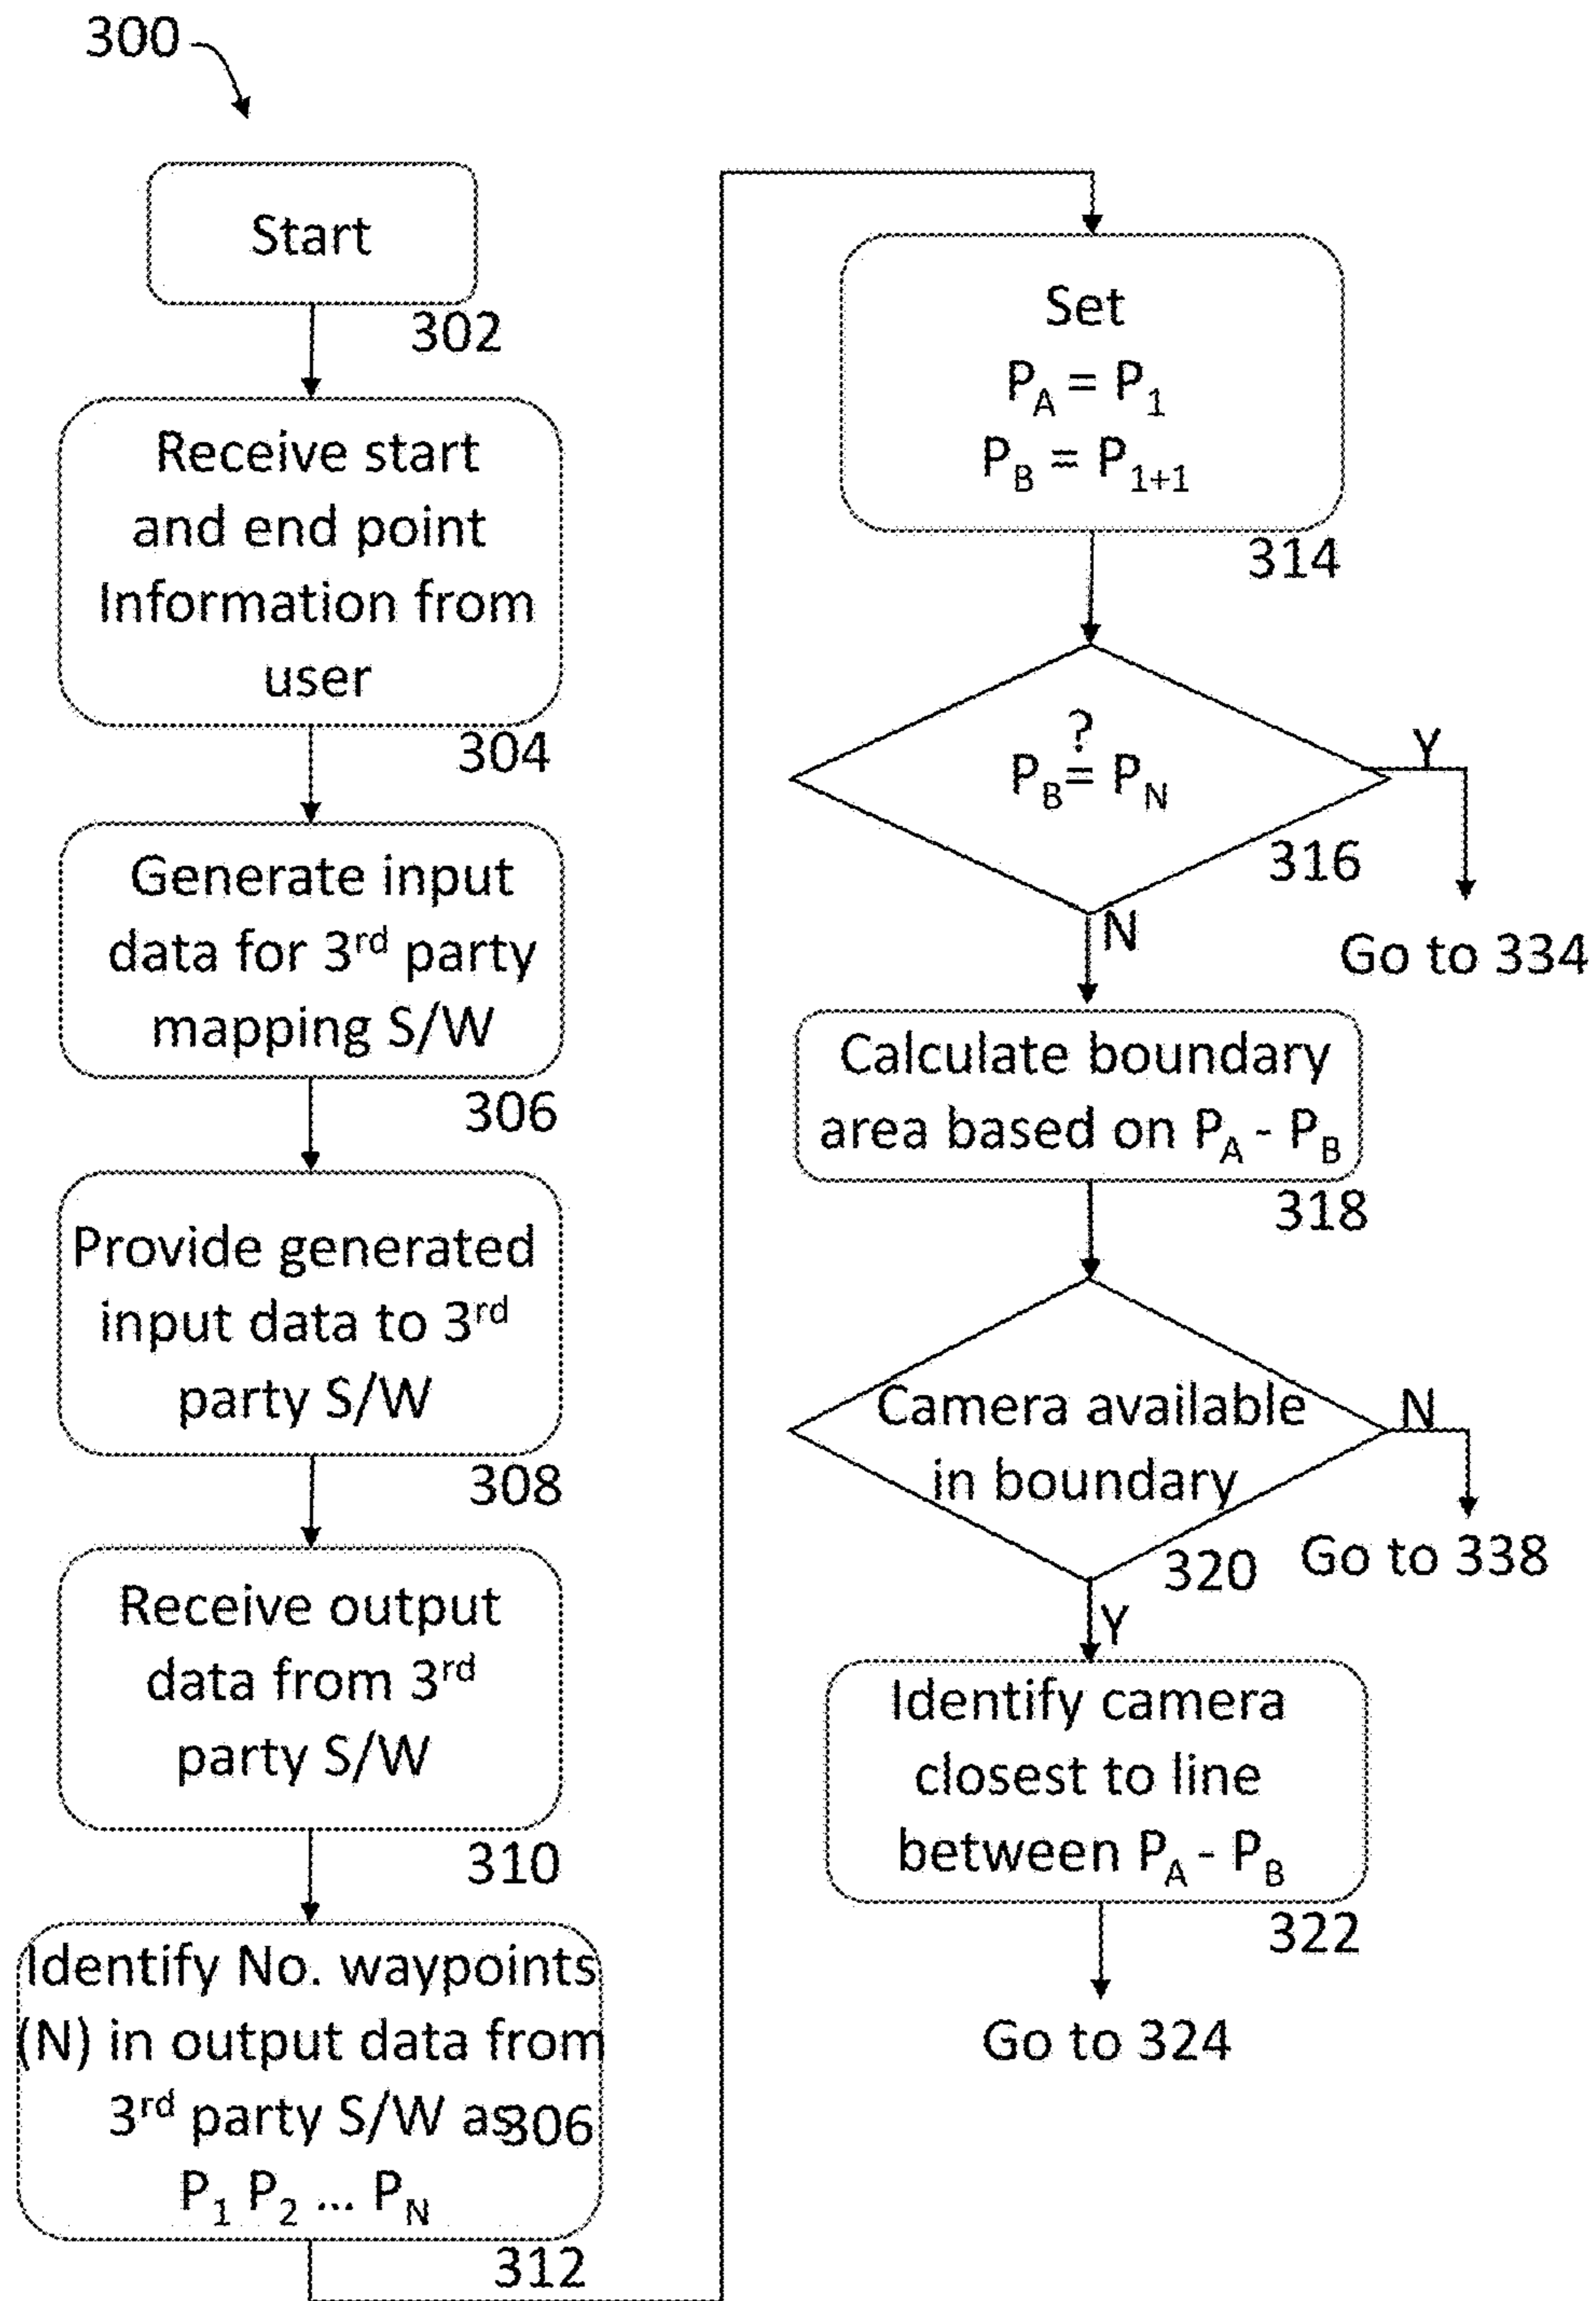 300
Start
302
Receive start
and end point
Information from
user
304
Generate input
data for 3rd party
mapping S/W
306
Provide generated
input data to 3rd
party S/W
308
Receive output
data from 3rd
party S/W
310
Identify No. waypoints
(N) in output data from
3rd party S/W as
306
P1 P2 ... PN
312
Set
PA = P1
PB = P1+1
314
?
PB = PN
Y
316
Go to 334
N
Calculate boundary
area based on PA - PB
318
Camera available
in boundary
N
320
Go to 338
Y
Identify camera
closest to line
between PA - PB
322
Go to 324